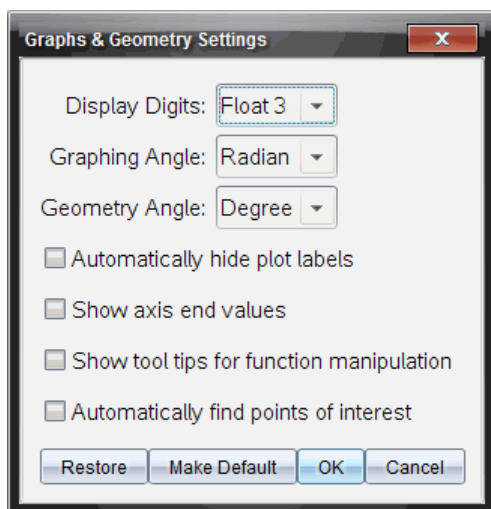 Graphs & Geometry Settings
x
Display Digits: Float 3
Graphing Angle: Radian
Geometry Angle: Degree
Automatically hide plot labels
Show axis end values
Show tool tips for function manipulation
Automatically find points of interest
Restore Make Default OK Cancel